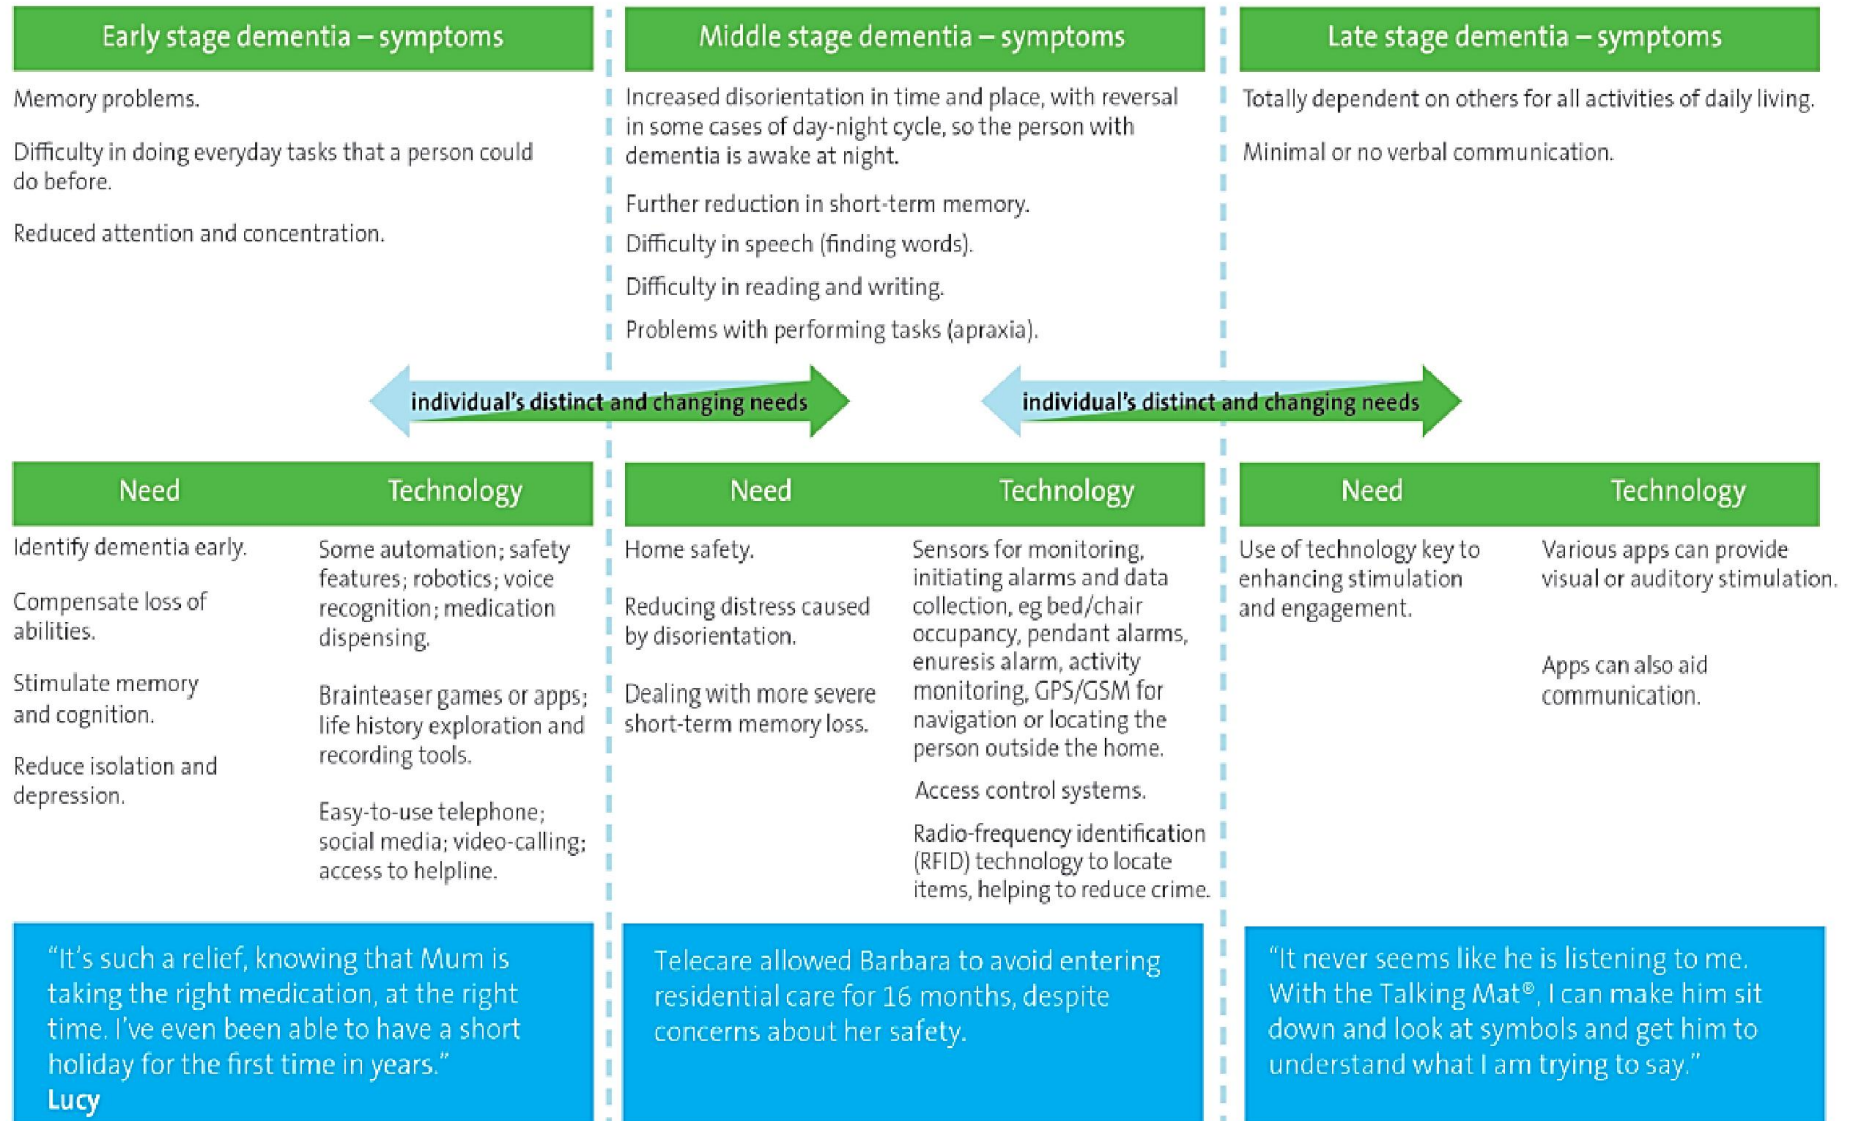 Early stage dementia – symptoms
Memory problems.
Difficulty in doing everyday tasks that a person could
do before.
Reduced attention and concentration.
Middle stage dementia – symptoms
Increased disorientation in time and place, with reversal
in some cases of day-night cycle, so the person with
dementia is awake at night.
Further reduction in short-term memory.
Difficulty in speech (finding words).
Difficulty in reading and writing.
Problems with performing tasks (apraxia).
Late stage dementia – symptoms
Totally dependent on others for all activities of daily living.
Minimal or no verbal communication.
individual's distinct and changing needs
individual's distinct and changing needs
Need
Identify dementia early.
Compensate loss of
abilities.
Stimulate memory
and cognition.
Reduce isolation and
depression.
Technology
Some automation; safety
features; robotics; voice
recognition; medication
dispensing.
Brainteaser games or apps;
life history exploration and
recording tools.
Easy-to-use telephone;
social media; video-calling;
access to helpline.
Need
Home safety.
Reducing distress caused
by disorientation.
Dealing with more severe
short-term memory loss.
Technology
Sensors for monitoring,
initiating alarms and data
collection, eg bed/chair
occupancy, pendant alarms,
enuresis alarm, activity
monitoring, GPS/GSM for
navigation or locating the
person outside the home.
Access control systems.
Radio-frequency identification
(RFID) technology to locate
items, helping to reduce crime.
Need
Use of technology key to
enhancing stimulation
and engagement.
Technology
Various apps can provide
visual or auditory stimulation.
Apps can also aid
communication.
"It's such a relief, knowing that Mum is
taking the right medication, at the right
time. I've even been able to have a short
holiday for the first time in years."
Lucy
Telecare allowed Barbara to avoid entering
residential care for 16 months, despite
concerns about her safety.
"It never seems like he is listening to me.
With the Talking Mat®, I can make him sit
down and look at symbols and get him to
understand what I am trying to say."